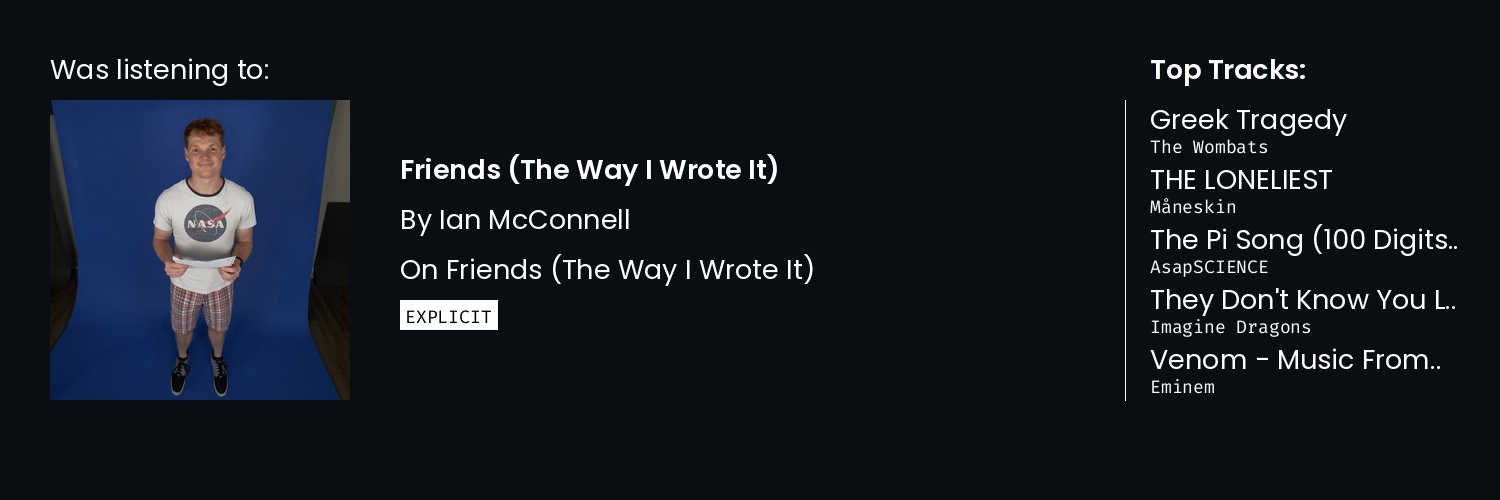 Was listening to:
NASA
Friends (The Way I Wrote It)
By Ian McConnell
On Friends (The Way I Wrote It)
EXPLICIT
Top Tracks:
Greek Tragedy
The Wombats
THE LONELIEST
Måneskin
The Pi Song (100 Digits..
AsapSCIENCE
They Don't Know You L..
Imagine Dragons
Venom - Music From..
Eminem